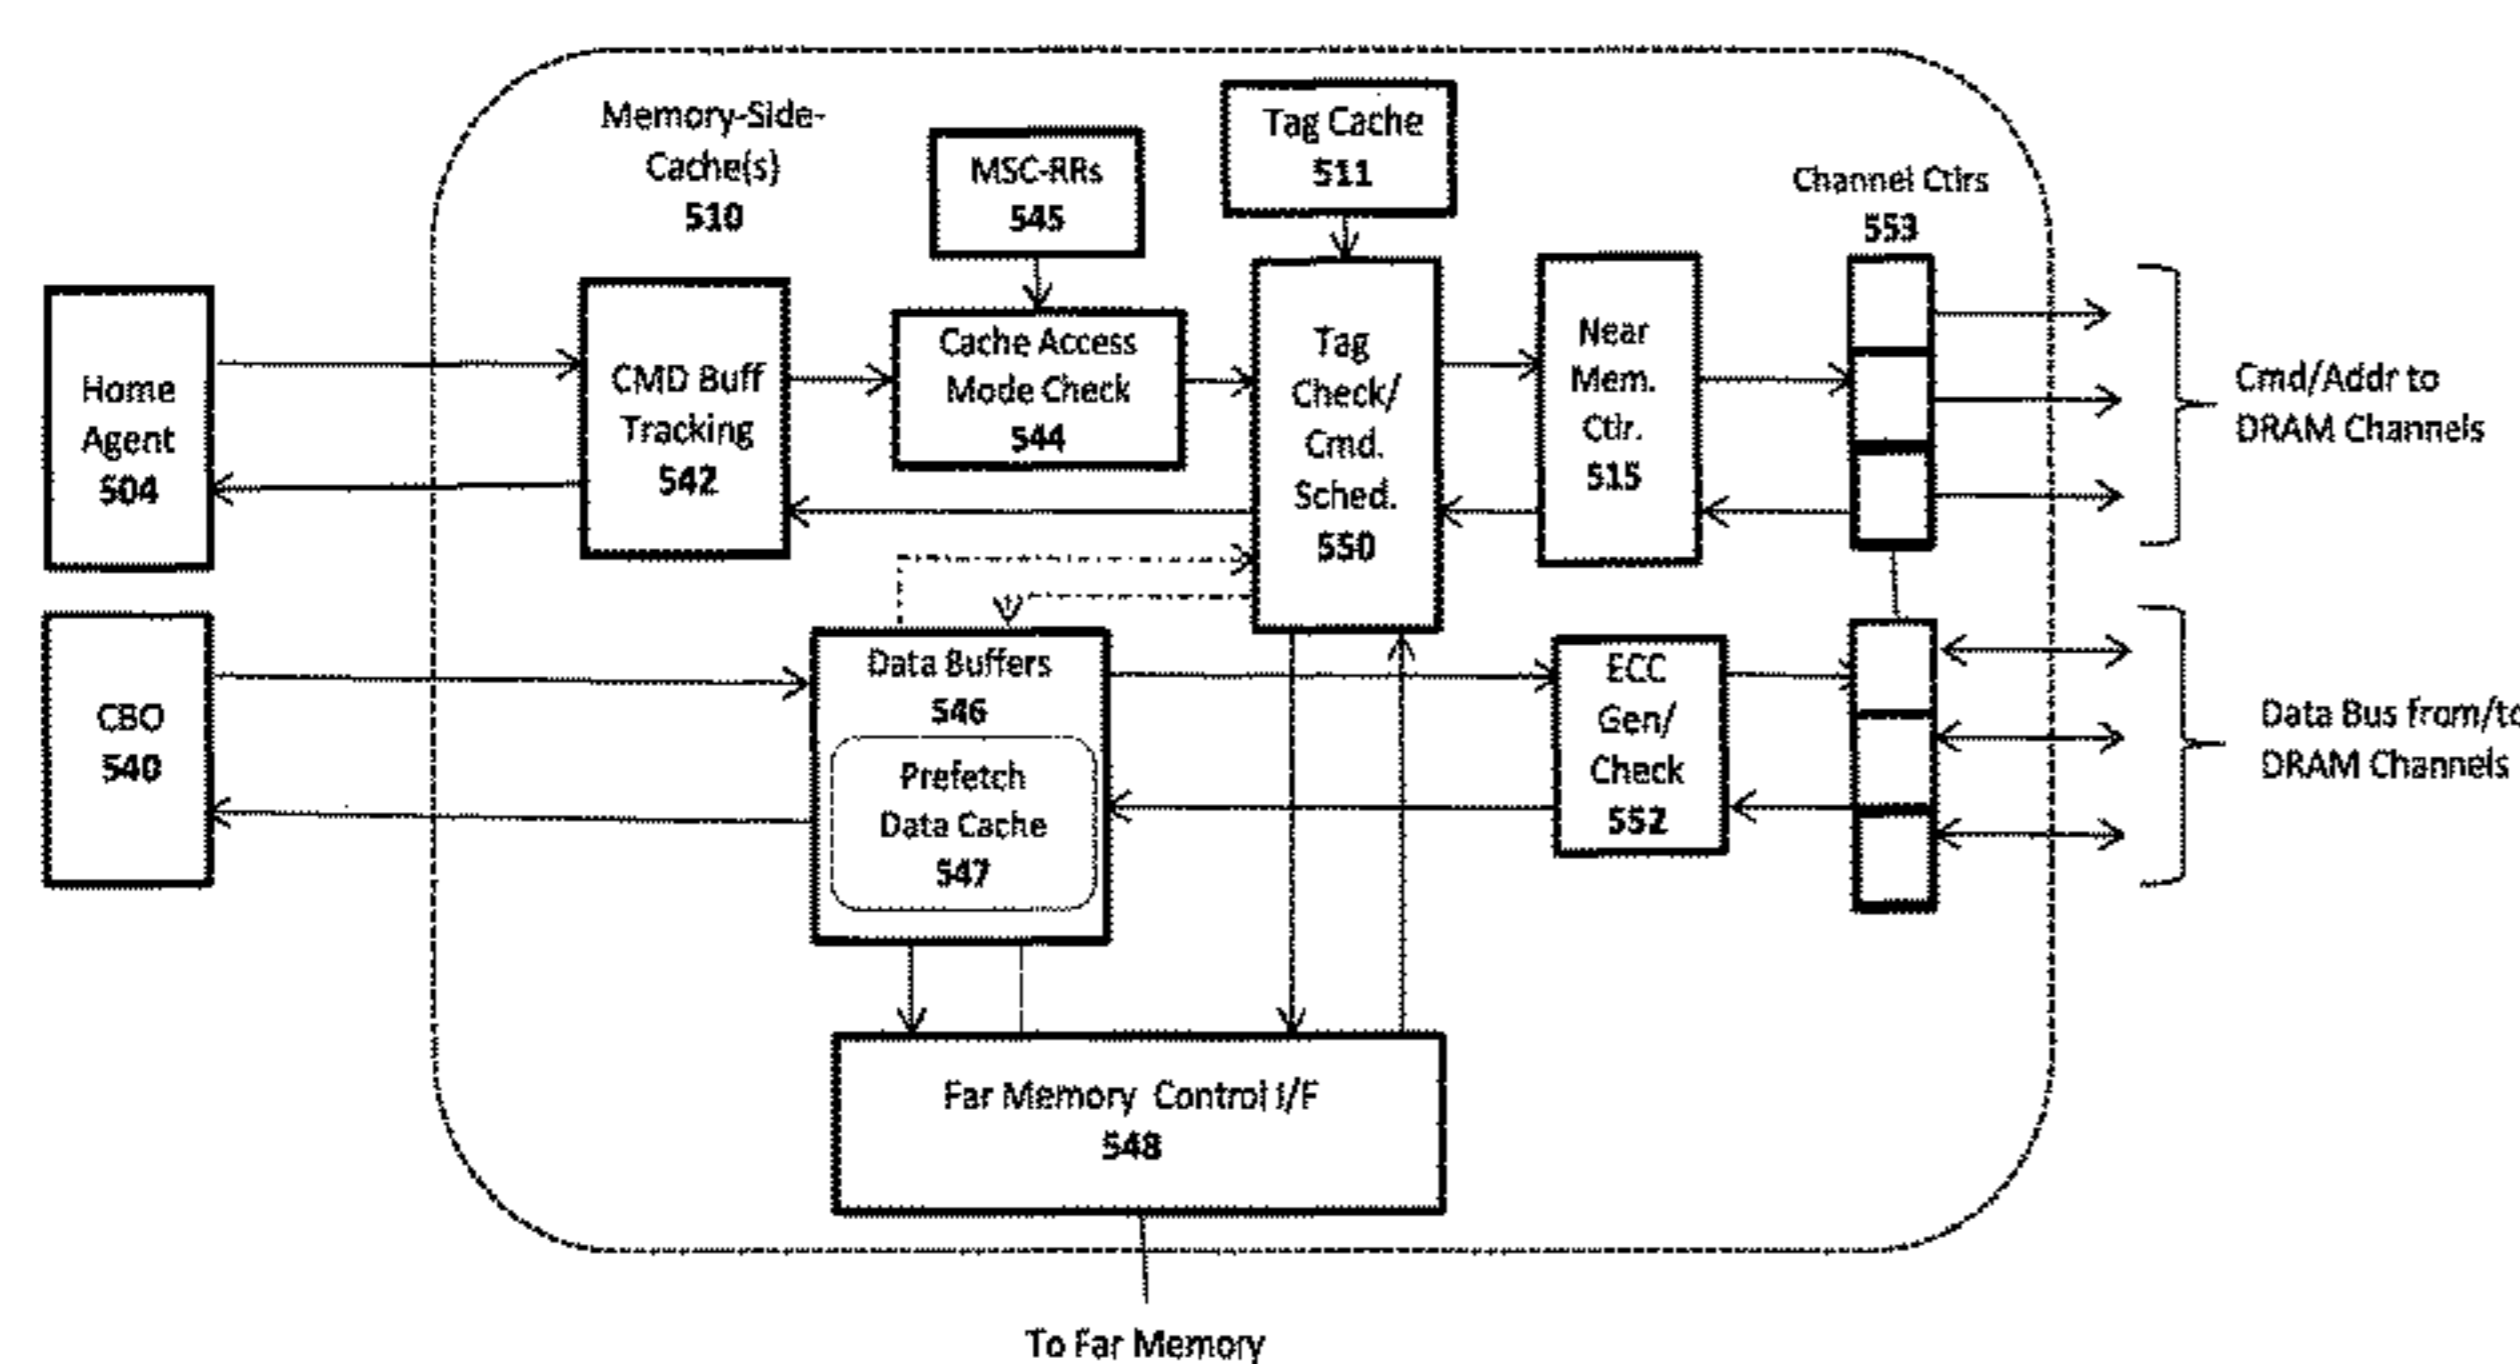 Memory-Side-
Cache(s)
510
MSC-RRs
545
Tag Cache
511
Channel Ctlrs
553
Home
Agent
504
CMD Buff
Tracking
542
Cache Access
Mode Check
544
Tag
Check/
Cmd.
Sched.
550
Near
Mem.
Ctlr.
515
Cmd/Addr to
DRAM Channels
CBO
540
Data Buffers
546
Prefetch
Data Cache
547
ECC
Gen/
Check
552
Data Bus from/to
DRAM Channels
Far Memory Control I/F
548
To Far Memory